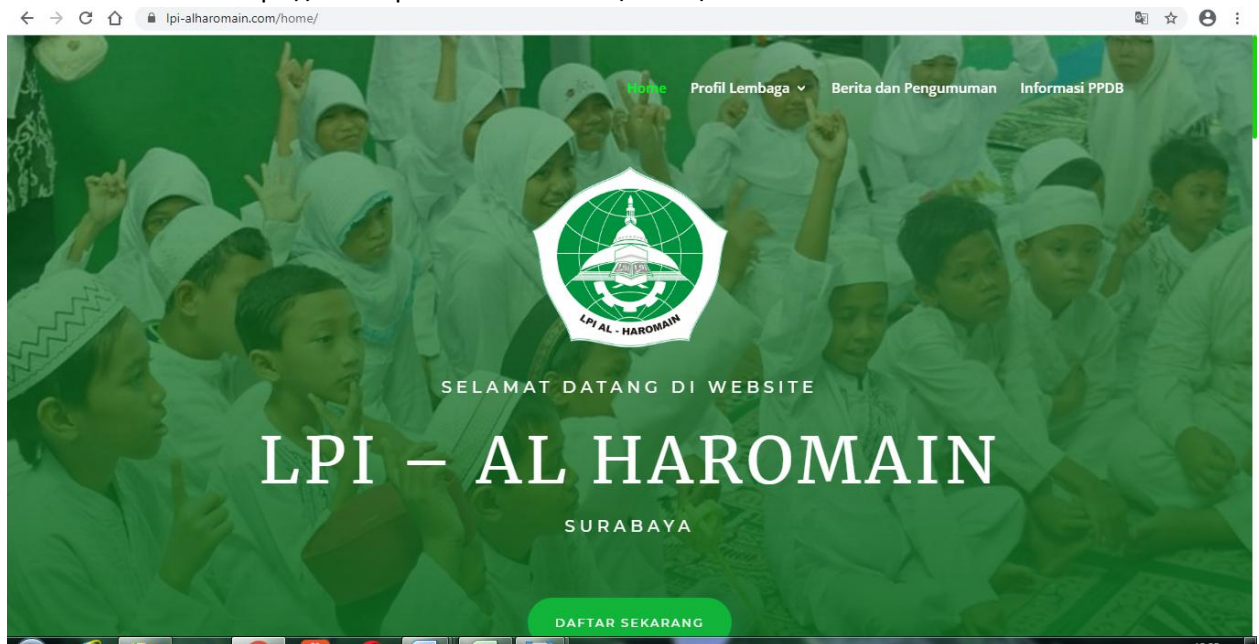 lpi-alharomain.com/home/
Home Profil Lembaga Berita dan Pengumuman Informasi PPDB
LPI AL - HAROMAIN
SELAMAT DATANG DI WEBSITE
LPI – AL HAROMAIN
SURABAYA
DAFTAR SEKARANG